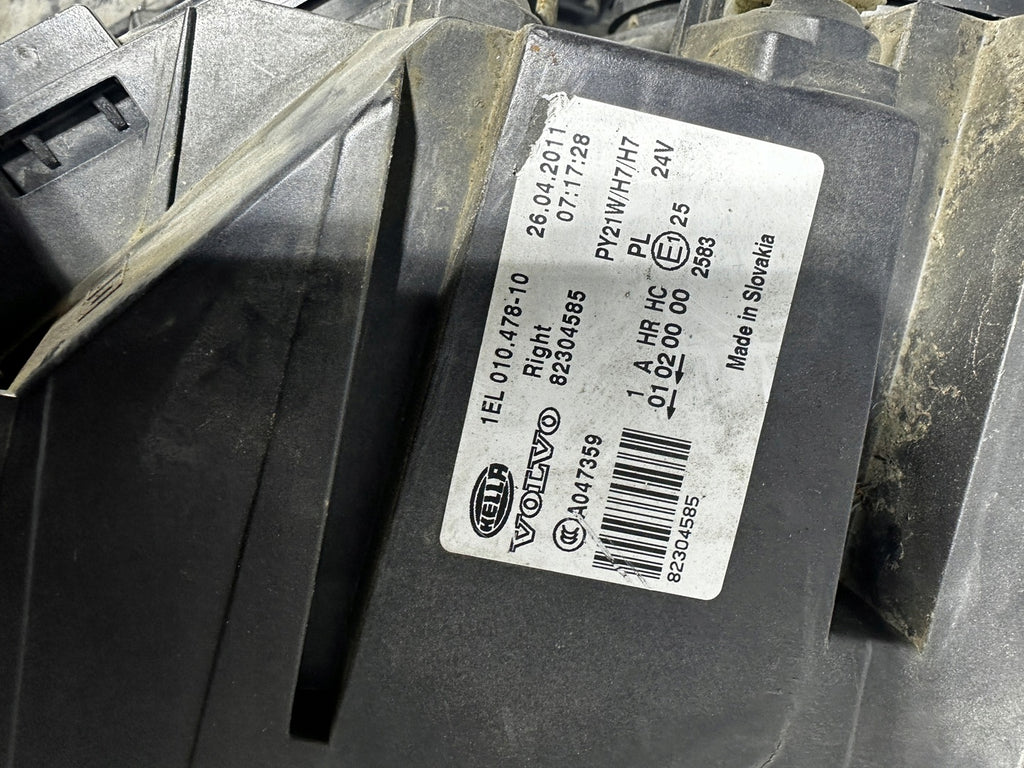 HELLA 1EL 010.478-10 26.04.2011
VOLVO Right 07:17:28
82304585
CCC A047359 PY21W/H7/H7
1 A HR HC PL 24V
01 02 00 00 E1 25
2583
82304585
Made in Slovakia